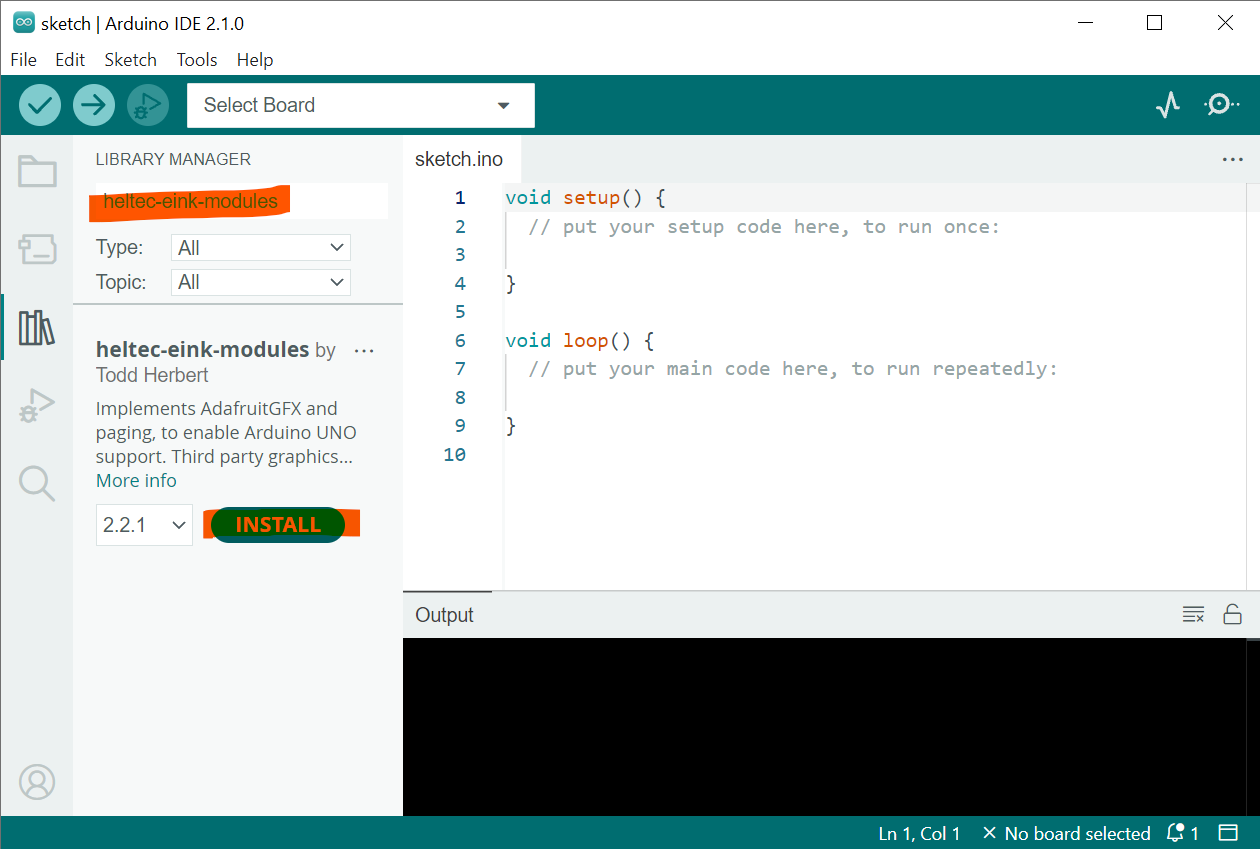 sketch | Arduino IDE 2.1.0
File Edit Sketch Tools Help
Select Board
LIBRARY MANAGER
heltec-eink-modules
Type: All
Topic: All
heltec-eink-modules by
Todd Herbert
Implements AdafruitGFX and
paging, to enable Arduino UNO
support. Third party graphics...
More info
2.2.1 INSTALL
sketch.ino
1 void setup() {
2 // put your setup code here, to run once:
3
4 }
5
6 void loop() {
7 // put your main code here, to run repeatedly:
8
9 }
10
Output
Ln 1, Col 1 No board selected 1